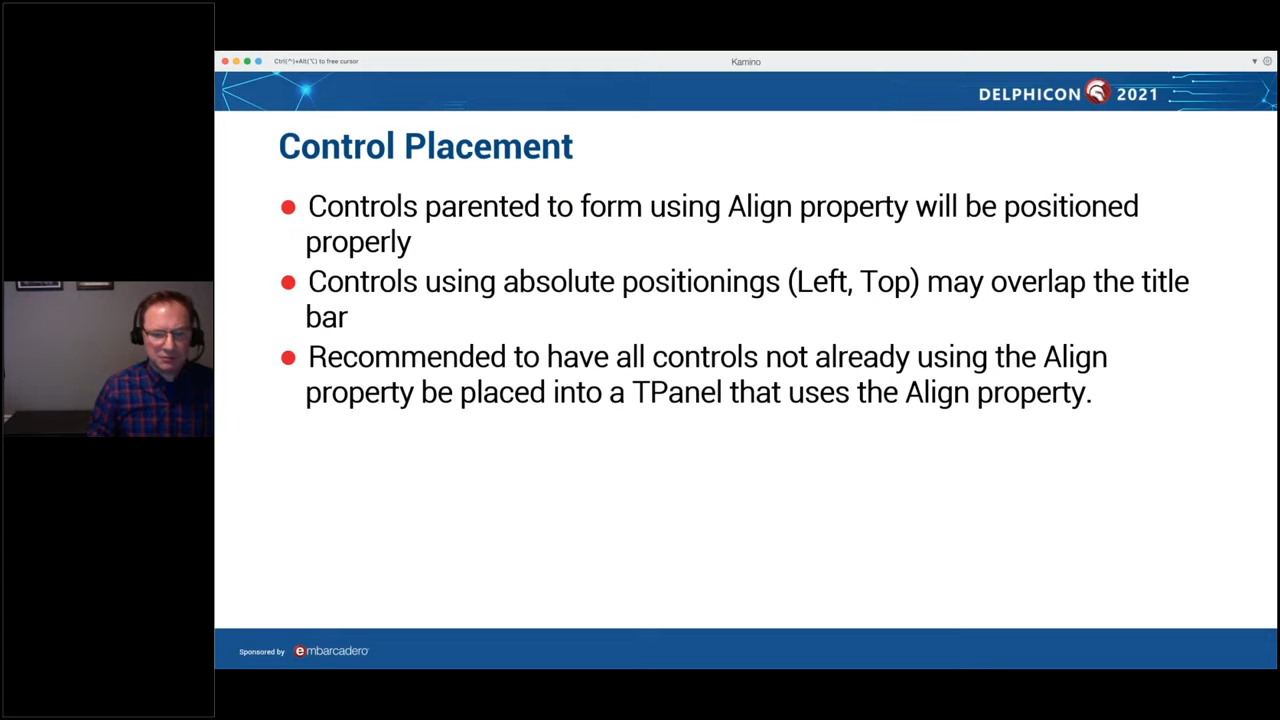 Ctrl(^)+Alt(⌥) to free cursor
Kamino
DELPHICON 2021
Control Placement
Controls parented to form using Align property will be positioned
properly
Controls using absolute positionings (Left, Top) may overlap the title
bar
Recommended to have all controls not already using the Align
property be placed into a TPanel that uses the Align property.
Sponsored by embarcadero